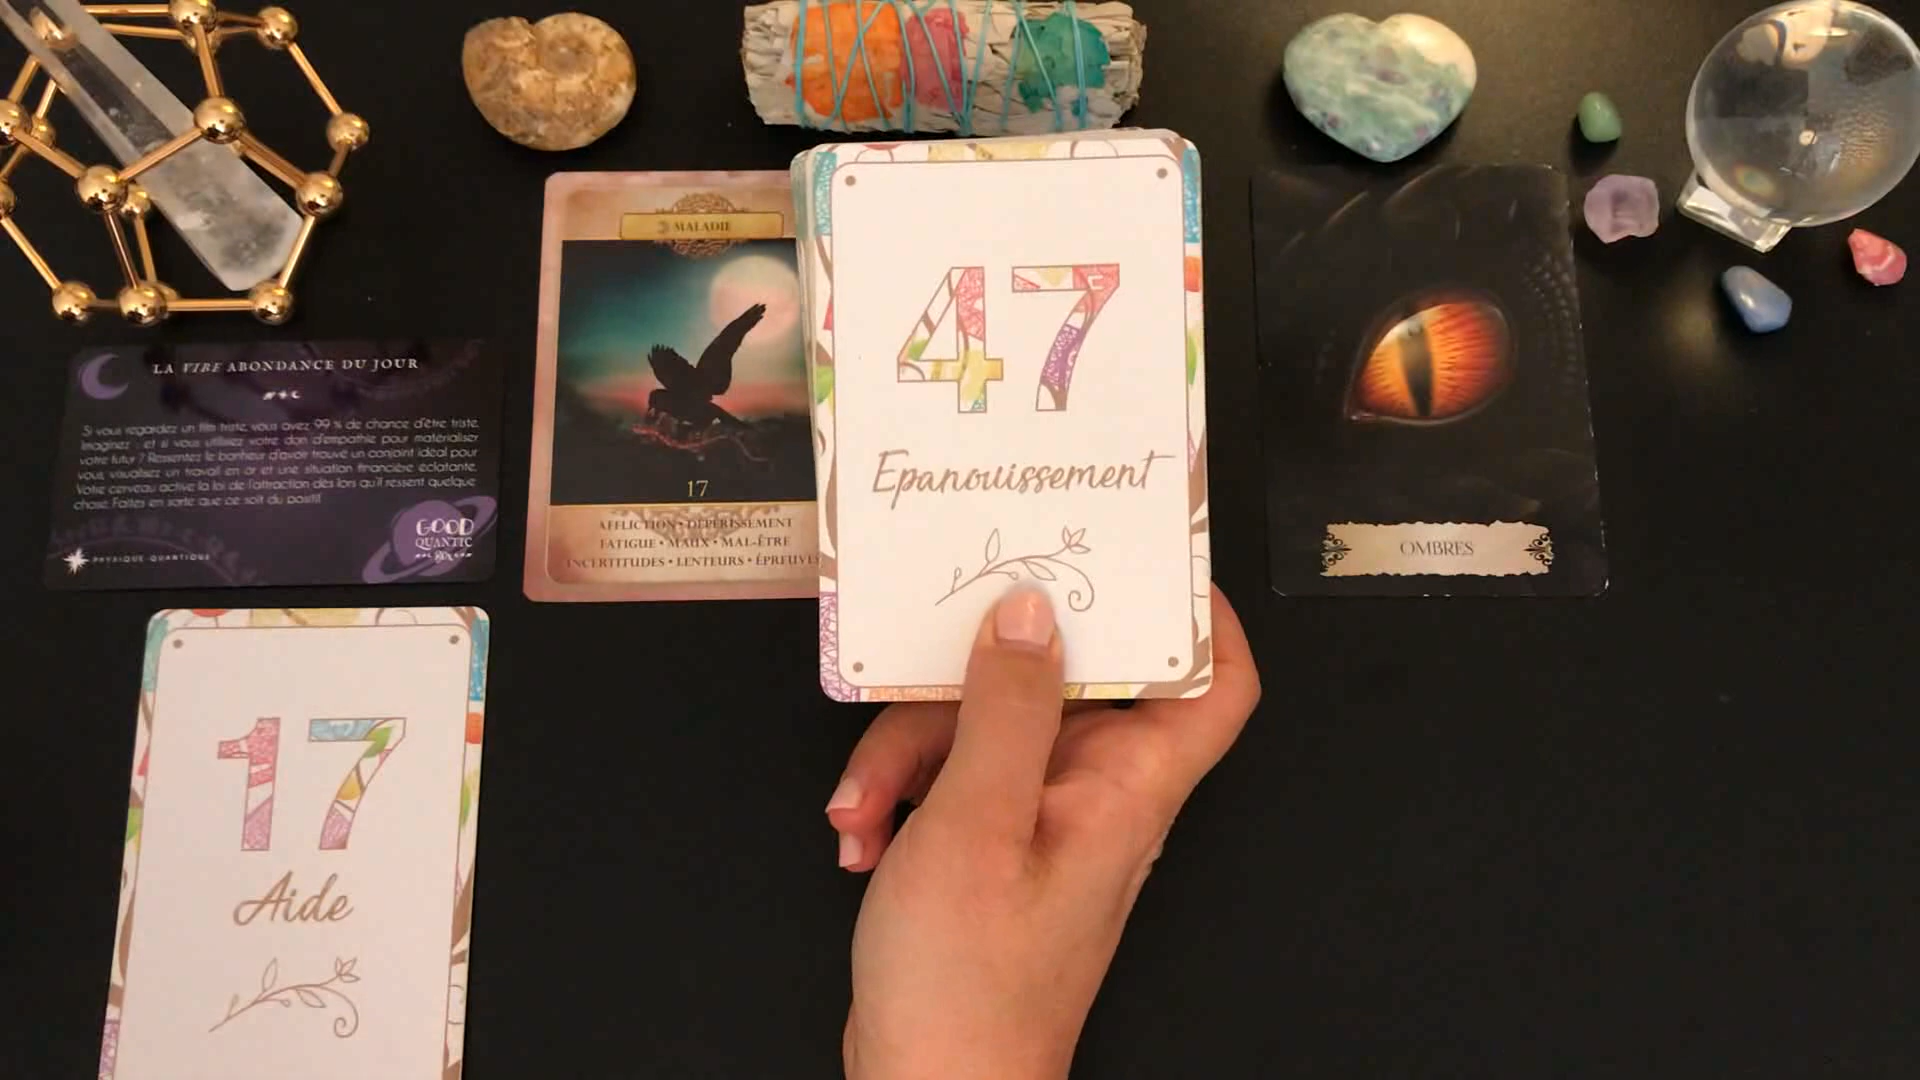 LA VIBE ABONDANCE DU JOUR
Si vous regardez un film triste, vous avez 99 % de chance d'être triste.
Imaginez : et si vous utilisiez votre don d'empathie pour matérialiser
votre futur ? Ressentez le bonheur d'avoir trouvé un conjoint idéal pour
vous, visualisez un travail en or et une situation financière éclatante.
Votre cerveau active la loi de l'attraction dès lors qu'il ressent quelque
chose. Faites en sorte que ce soit du positif.
PHYSIQUE QUANTIQUE
GOOD
QUANTIC
MALADIE
17
AFFLICTION • DÉPÉRISSEMENT
FATIGUE • MAUX • MAL-ÊTRE
INCERTITUDES • LENTEURS • ÉPREUVES
47
Epanouissement
OMBRES
17
Aide